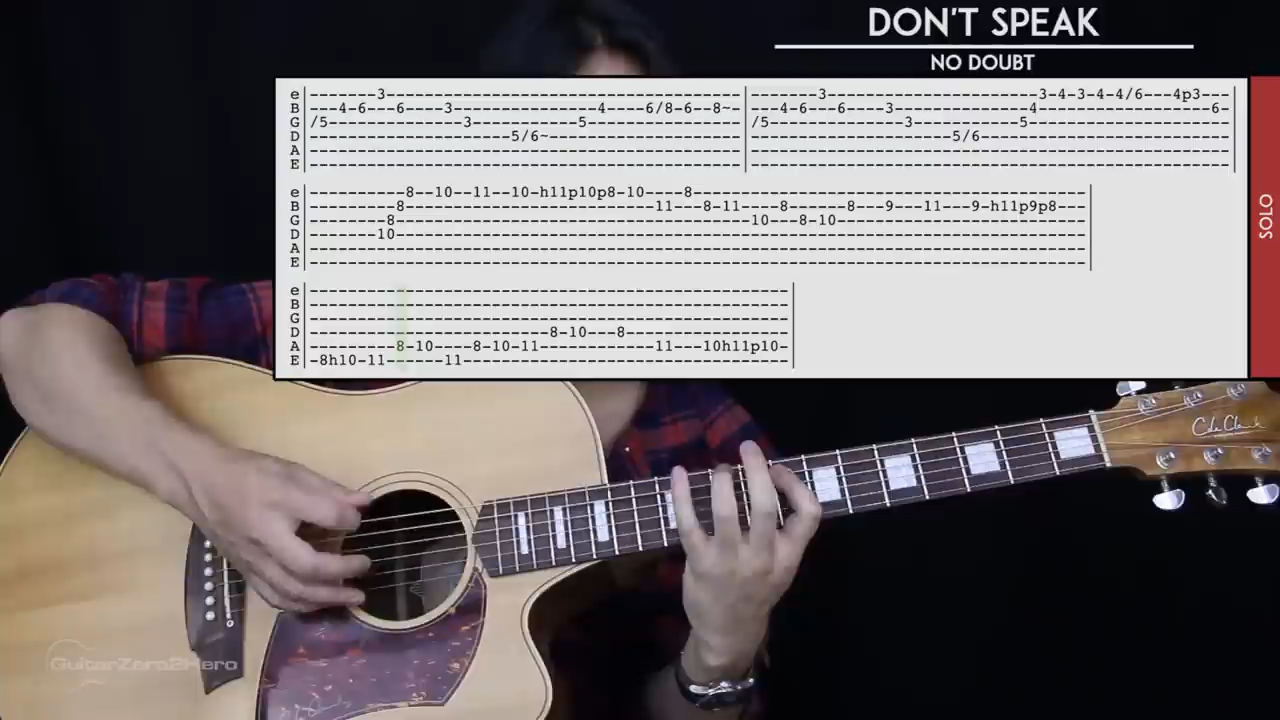 DON'T SPEAK
NO DOUBT
e|-------3-----------------------------------|--------3----------------------3-4-3-4-4/6---4p3---|
B|---4-6---6----3---------------4----6/8-6--8~-|---4-6---6----3--------------4-------------------6-|
G|/5---------------3-----------5---------------|/5---------------3-----------5---------------------|
D|---------------------5/6~--------------------|---------------------5/6---------------------------|
A|---------------------------------------------|---------------------------------------------------|
E|---------------------------------------------|---------------------------------------------------|
e|----------8--10--11--10-h11p10p8-10----8------------------------------------------|
B|---------8--------------------------11---8-11----8------8---9---11---9-h11p9p8---|
G|--------8--------------------------------------10---8-10--------------------------|
D|-------10-------------------------------------------------------------------------|
A|----------------------------------------------------------------------------------|
E|----------------------------------------------------------------------------------|
e|--------------------------------------------------|
B|--------------------------------------------------|
G|--------------------------------------------------|
D|-------------------------8-10---8-----------------|
A|---------8-10----8-10-11------------11---10h11p10-|
E|-8h10-11------11----------------------------------|
SOLO
Cole Clark
GuitarZero2Hero